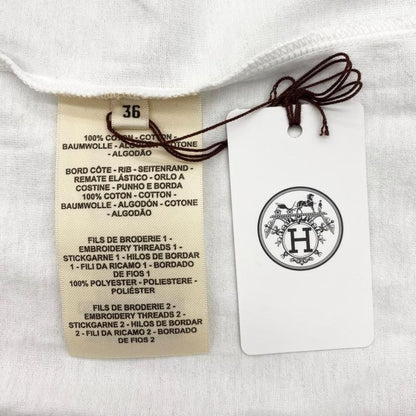 36
100% COTON - COTTON -
BAUMWOLLE - ALGODÓN - COTONE
- ALGODÃO
BORD CÔTE - RIB - SEITENRAND -
REMATE ELÁSTICO - ORLO A
COSTINE - PUNHO E BORDA
100% COTON - COTTON -
BAUMWOLLE - ALGODÓN - COTONE
- ALGODÃO
FILS DE BRODERIE 1 -
EMBROIDERY THREADS 1 -
STICKGARNE 1 - HILOS DE BORDAR
1 - FILI DA RICAMO 1 - BORDADO
DE FIOS 1
100% POLYESTER - POLIESTERE -
POLIÉSTER
FILS DE BRODERIE 2 -
EMBROIDERY THREADS 2 -
STICKGARNE 2 - HILOS DE BORDAR
2 - FILI DA RICAMO 2 - BORDADO
DE FIOS 2
H